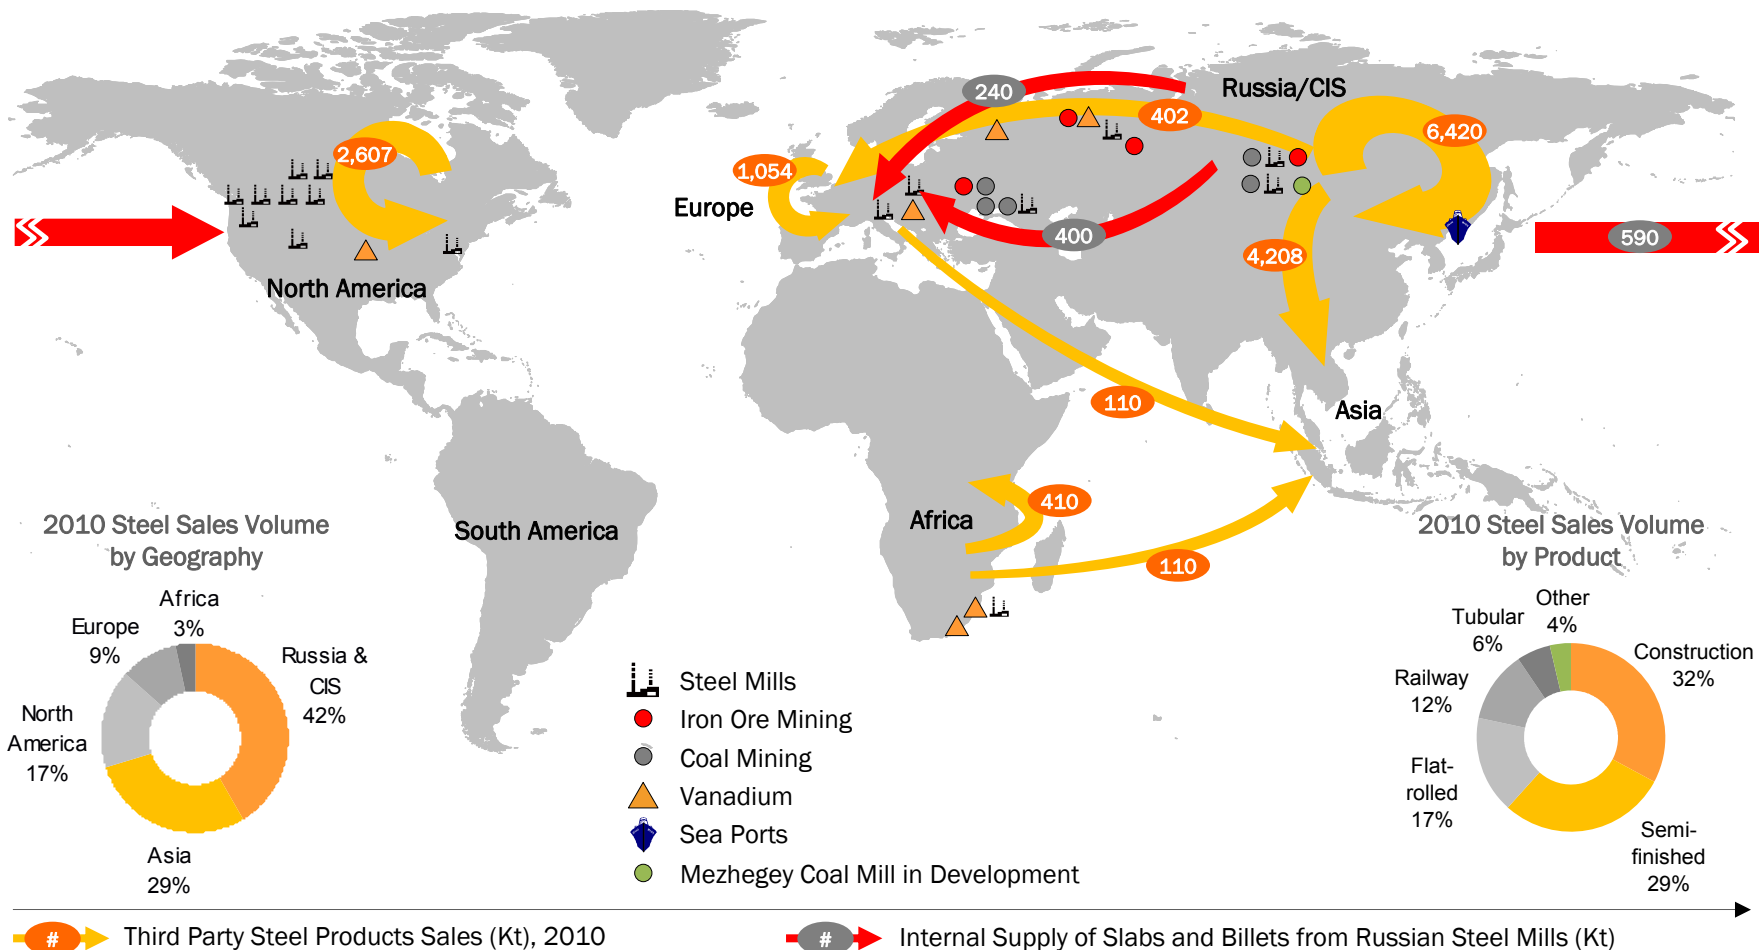 Russia/CIS
240
402
6,420
2,607
1,054
Europe
400
590
4,208
North America
110
Asia
410
Africa
South America
110
2010 Steel Sales Volume
by Geography
Africa
3%
Europe
9%
Russia &
CIS
42%
North
America
17%
Asia
29%
Steel Mills
Iron Ore Mining
Coal Mining
Vanadium
Sea Ports
Mezhegey Coal Mill in Development
2010 Steel Sales Volume
by Product
Other
4%
Tubular
6%
Construction
32%
Railway
12%
Flat-
rolled
17%
Semi-
finished
29%
# Third Party Steel Products Sales (Kt), 2010
# Internal Supply of Slabs and Billets from Russian Steel Mills (Kt)